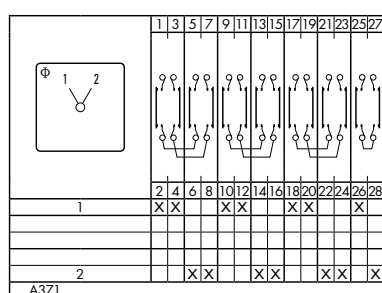 1 3 5 7 9 11 13 15 17 19 21 23 25 27
Φ 1 2
2 4 6 8 10 12 14 16 18 20 22 24 26 28
1 X X X X X X X
2 X X X X X X X
A371